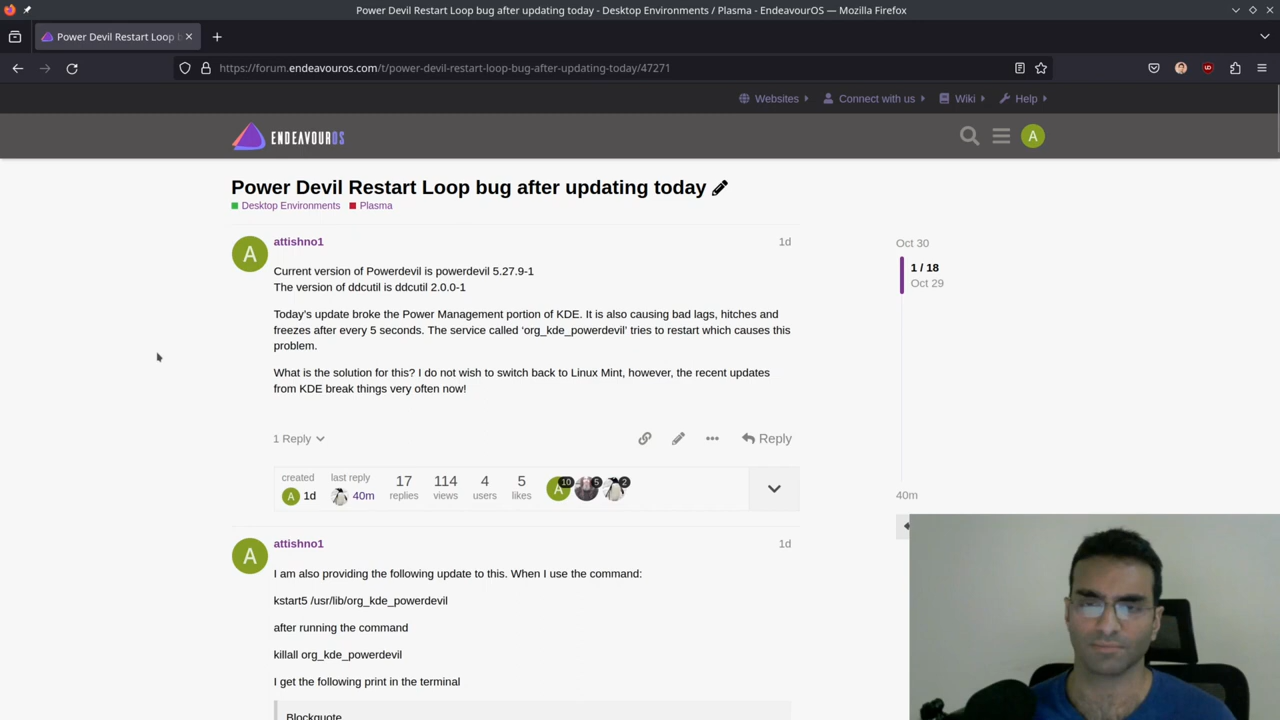 Power Devil Restart Loop bug after updating today - Desktop Environments / Plasma - EndeavourOS — Mozilla Firefox
Power Devil Restart Loop b
https://forum.endeavouros.com/t/power-devil-restart-loop-bug-after-updating-today/47271
Websites
Connect with us
Wiki
Help
ENDEAVOUROS
A
Power Devil Restart Loop bug after updating today
Desktop Environments Plasma
A
attishno1
1d
Current version of Powerdevil is powerdevil 5.27.9-1
The version of ddcutil is ddcutil 2.0.0-1
Today's update broke the Power Management portion of KDE. It is also causing bad lags, hitches and
freezes after every 5 seconds. The service called 'org_kde_powerdevil' tries to restart which causes this
problem.
What is the solution for this? I do not wish to switch back to Linux Mint, however, the recent updates
from KDE break things very often now!
1 Reply
Reply
created
A 1d
last reply
40m
17
replies
114
views
4
users
5
likes
A 10
5
2
Oct 30
1 / 18
Oct 29
40m
A
attishno1
1d
I am also providing the following update to this. When I use the command:
kstart5 /usr/lib/org_kde_powerdevil
after running the command
killall org_kde_powerdevil
I get the following print in the terminal
Blockquote